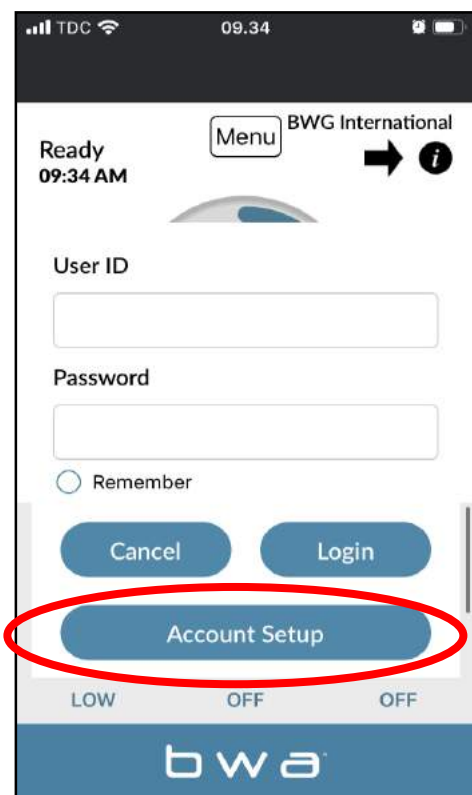 TDC 09.34
BWG International
Menu
Ready
09:34 AM
i
User ID
Password
Remember
Cancel Login
Account Setup
LOW OFF OFF
bwa